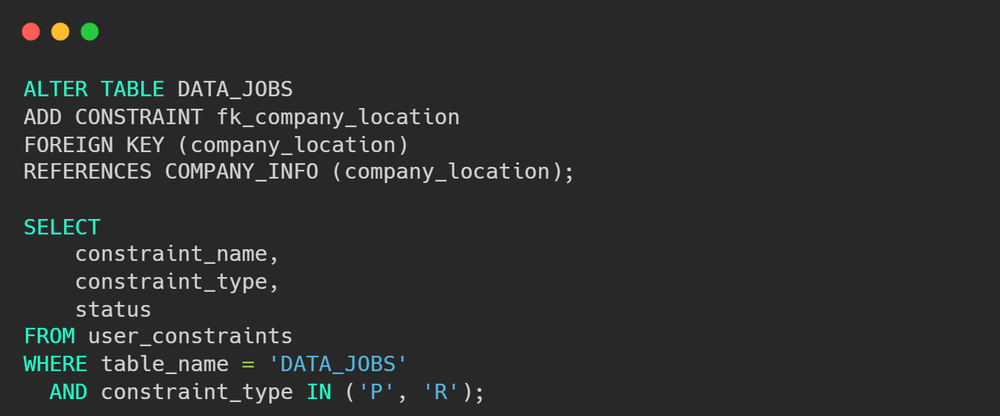 ALTER TABLE DATA_JOBS
ADD CONSTRAINT fk_company_location
FOREIGN KEY (company_location)
REFERENCES COMPANY_INFO (company_location);

SELECT
    constraint_name,
    constraint_type,
    status
FROM user_constraints
WHERE table_name = 'DATA_JOBS'
  AND constraint_type IN ('P', 'R');